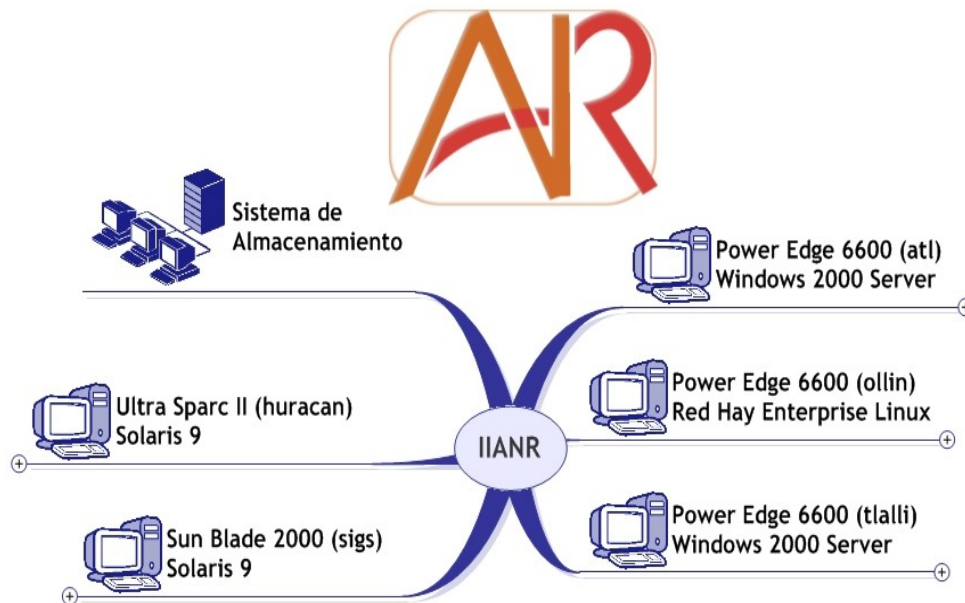 ANR
Sistema de
Almacenamiento
Power Edge 6600 (atl)
Windows 2000 Server
Ultra Sparc II (huracan)
Solaris 9
IIANR
Power Edge 6600 (ollin)
Red Hay Enterprise Linux
Sun Blade 2000 (sigs)
Solaris 9
Power Edge 6600 (tlalli)
Windows 2000 Server